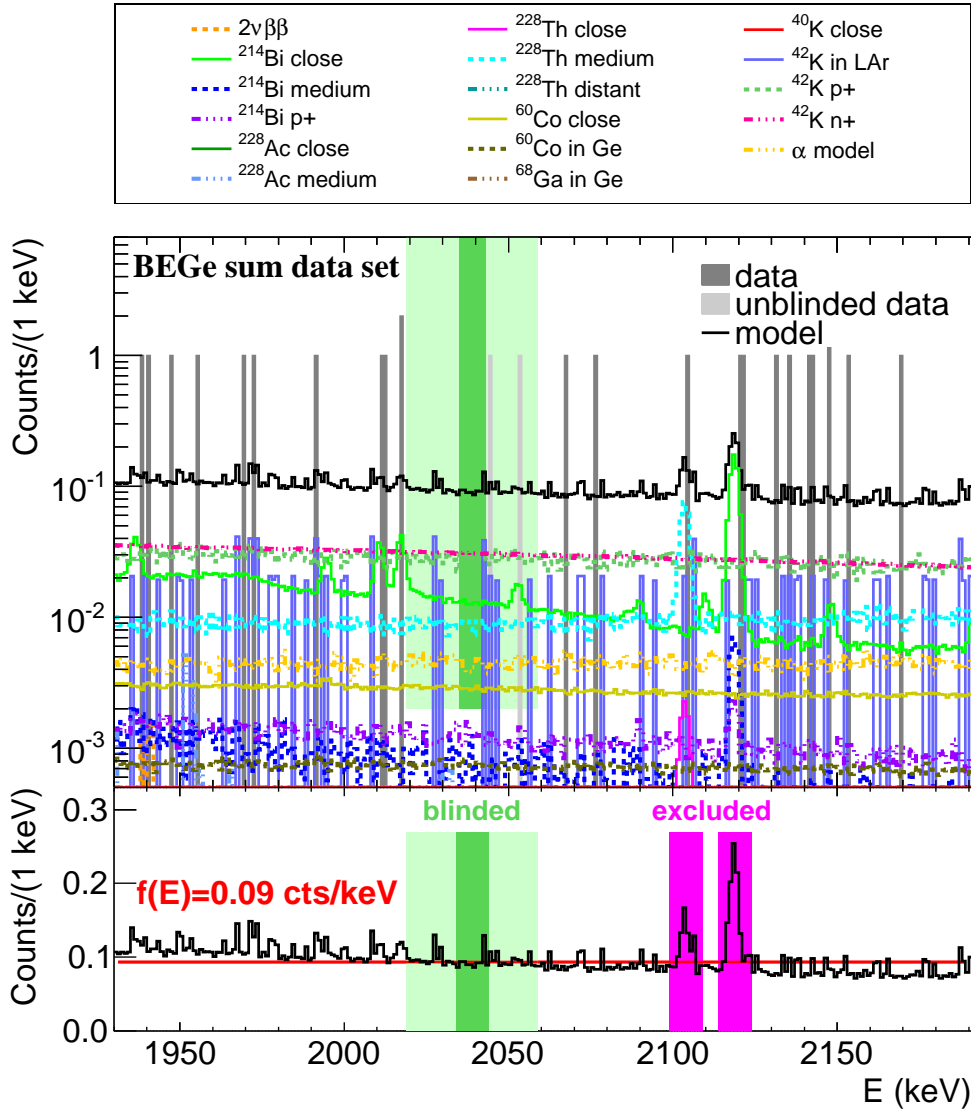 2νββ
²¹⁴Bi close
²¹⁴Bi medium
²¹⁴Bi p+
²²⁸Ac close
²²⁸Ac medium
²²⁸Th close
²²⁸Th medium
²²⁸Th distant
⁶⁰Co close
⁶⁰Co in Ge
⁶⁸Ga in Ge
⁴⁰K close
⁴²K in LAr
⁴²K p+
⁴²K n+
α model
Counts/(1 keV)
BEGe sum data set
data
unblinded data
model
1
10⁻¹
10⁻²
10⁻³
Counts/(1 keV)
0.3
0.2
0.1
0.0
blinded
excluded
f(E)=0.09 cts/keV
1950 2000 2050 2100 2150
E (keV)